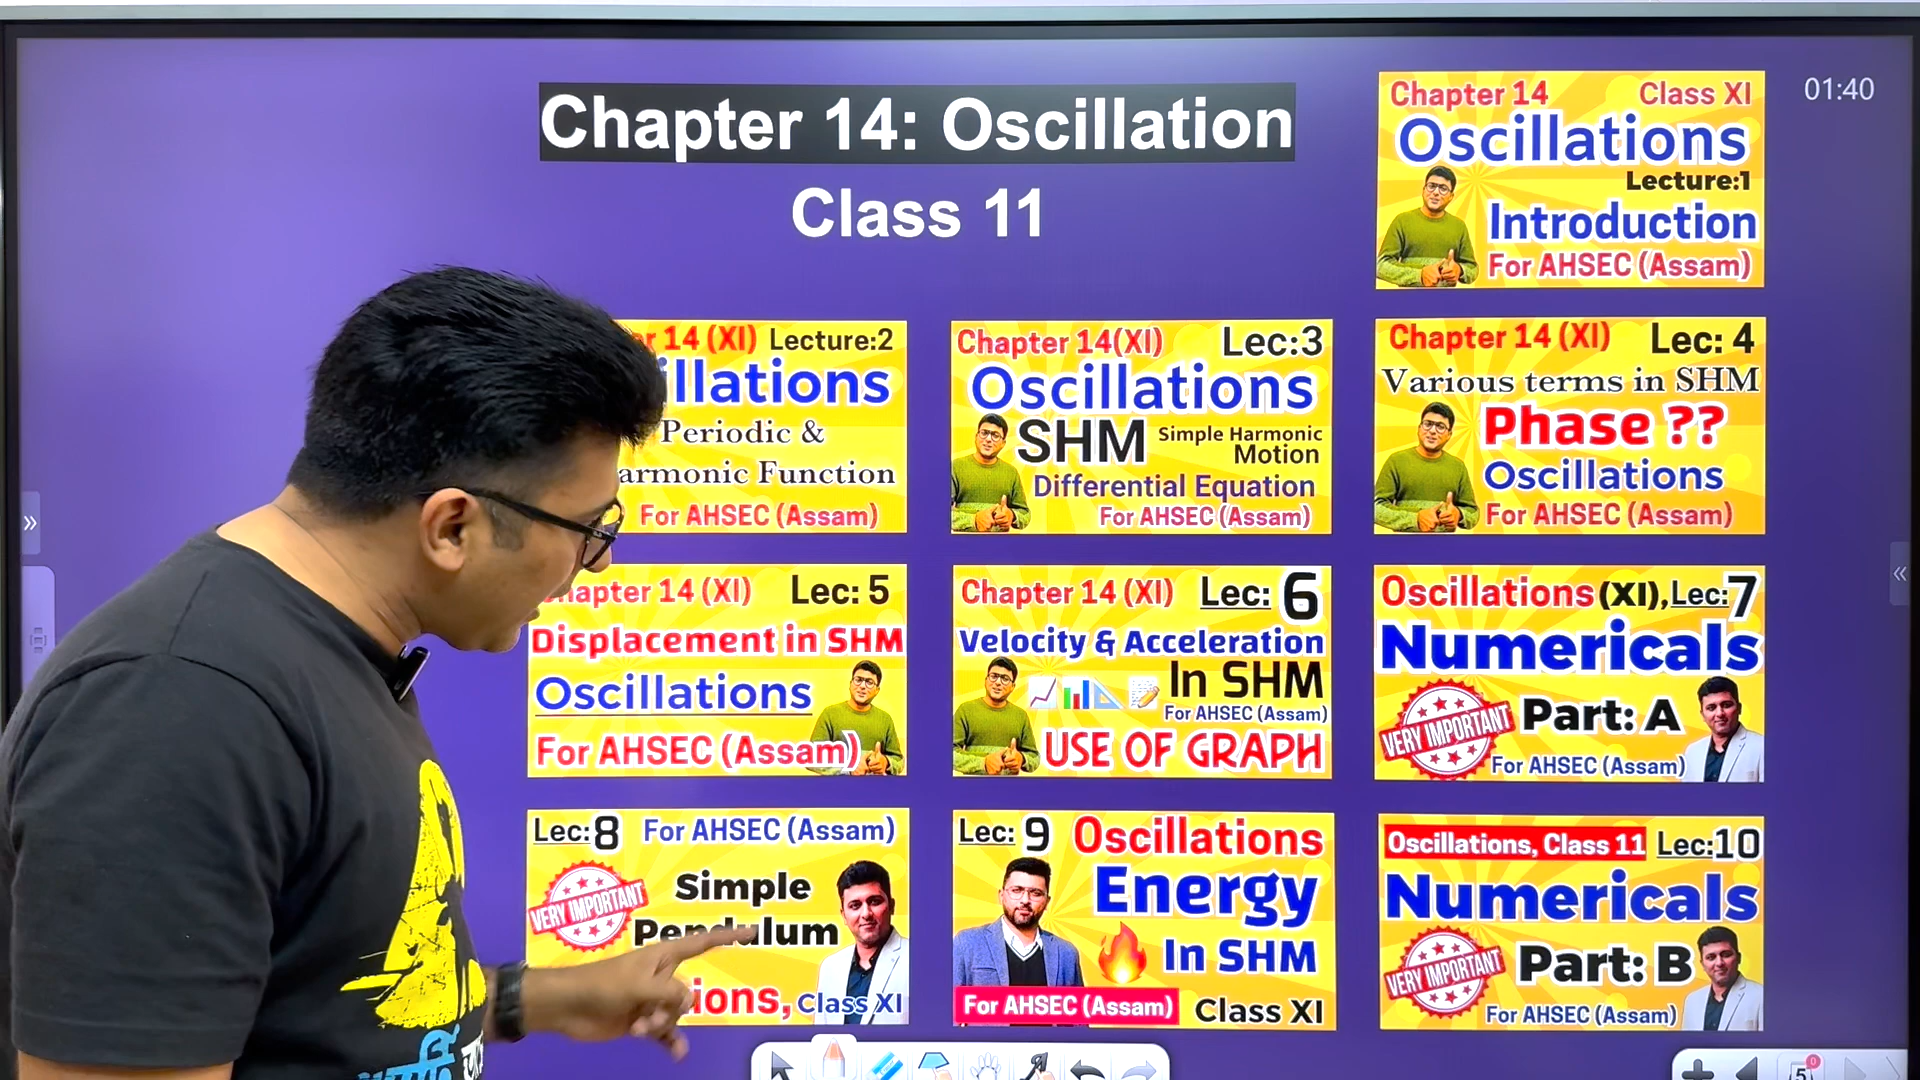 Chapter 14: Oscillation
Class 11
01:40
Chapter 14 Class XI
Oscillations
Lecture:1
Introduction
For AHSEC (Assam)
r 14 (XI) Lecture:2
illations
Periodic &
armonic Function
For AHSEC (Assam)
Chapter 14(XI) Lec:3
Oscillations
SHM Simple Harmonic
Motion
Differential Equation
For AHSEC (Assam)
Chapter 14 (XI) Lec: 4
Various terms in SHM
Phase ??
Oscillations
For AHSEC (Assam)
hapter 14 (XI) Lec: 5
Displacement in SHM
Oscillations
For AHSEC (Assam)
Chapter 14 (XI) Lec: 6
Velocity & Acceleration
In SHM
For AHSEC (Assam)
USE OF GRAPH
Oscillations (XI), Lec:7
Numericals
VERY IMPORTANT
Part: A
For AHSEC (Assam)
Lec:8 For AHSEC (Assam)
VERY IMPORTANT
Simple
Pendulum
ions, Class XI
Lec: 9 Oscillations
Energy
In SHM
For AHSEC (Assam) Class XI
Oscillations, Class 11 Lec:10
Numericals
VERY IMPORTANT
Part: B
For AHSEC (Assam)
5
0